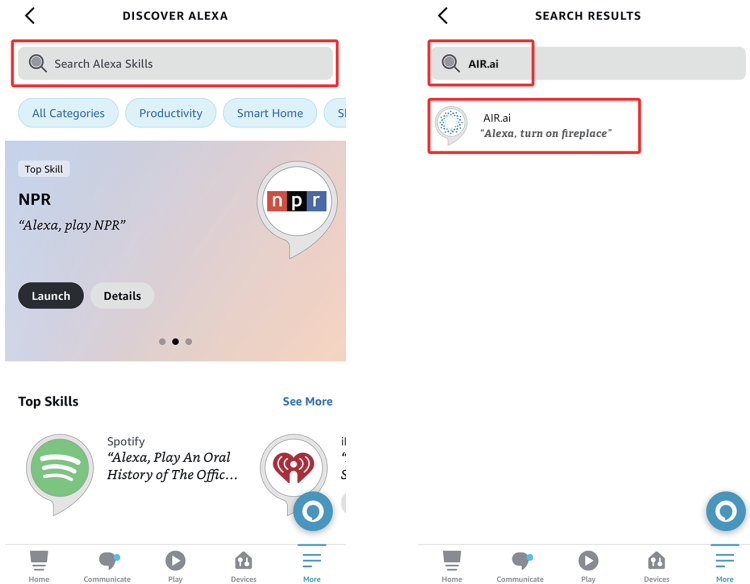 DISCOVER ALEXA
Search Alexa Skills
All Categories
Productivity
Smart Home
Top Skill
NPR
“Alexa, play NPR”
npr
Launch
Details
Top Skills
See More
Spotify
“Alexa, Play An Oral
History of The Offic...
Home
Communicate
Play
Devices
More
SEARCH RESULTS
AIR.ai
AIR.ai
"Alexa, turn on fireplace"
Home
Communicate
Play
Devices
More